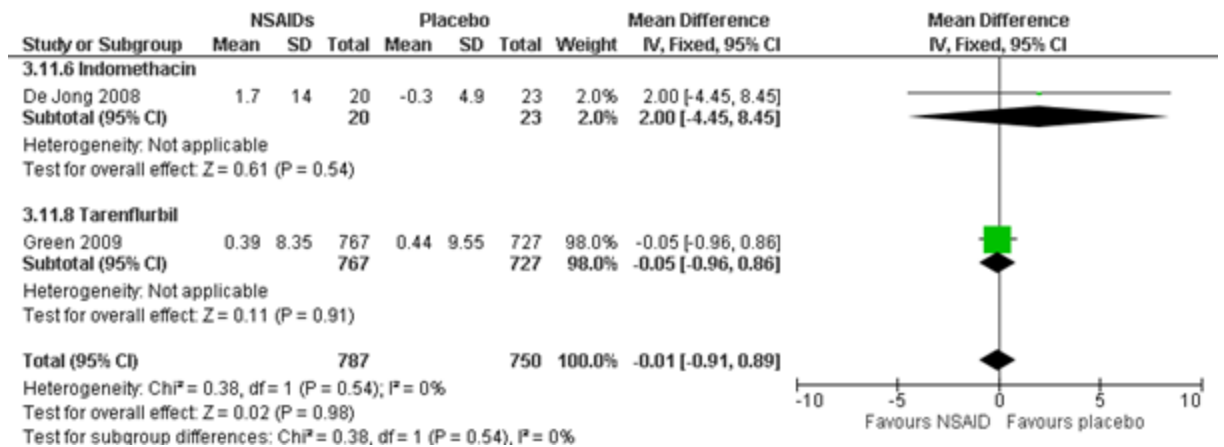 NSAIDs Placebo Mean Difference Mean Difference
Study or Subgroup Mean SD Total Mean SD Total Weight IV, Fixed, 95% CI IV, Fixed, 95% CI
3.11.6 Indomethacin
De Jong 2008 1.7 14 20 -0.3 4.9 23 2.0% 2.00 [-4.45, 8.45]
Subtotal (95% CI) 20 23 2.0% 2.00 [-4.45, 8.45]
Heterogeneity: Not applicable
Test for overall effect: Z = 0.61 (P = 0.54)
3.11.8 Tarenflurbil
Green 2009 0.39 8.35 767 0.44 9.55 727 98.0% -0.05 [-0.96, 0.86]
Subtotal (95% CI) 767 727 98.0% -0.05 [-0.96, 0.86]
Heterogeneity: Not applicable
Test for overall effect: Z = 0.11 (P = 0.91)
Total (95% CI) 787 750 100.0% -0.01 [-0.91, 0.89]
Heterogeneity: Chi² = 0.38, df = 1 (P = 0.54); I² = 0%
Test for overall effect: Z = 0.02 (P = 0.98)
Test for subgroup differences: Chi² = 0.38, df = 1 (P = 0.54), I² = 0%
-10 -5 0 5 10
Favours NSAID Favours placebo